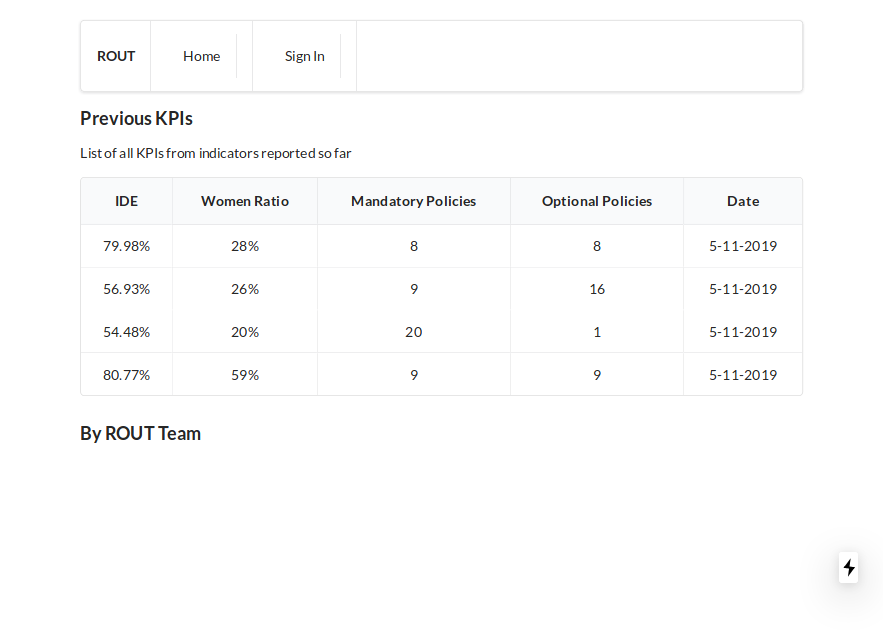 ROUT Home Sign In
Previous KPIs
List of all KPIs from indicators reported so far
IDE Women Ratio Mandatory Policies Optional Policies Date
79.98% 28% 8 8 5-11-2019
56.93% 26% 9 16 5-11-2019
54.48% 20% 20 1 5-11-2019
80.77% 59% 9 9 5-11-2019
By ROUT Team